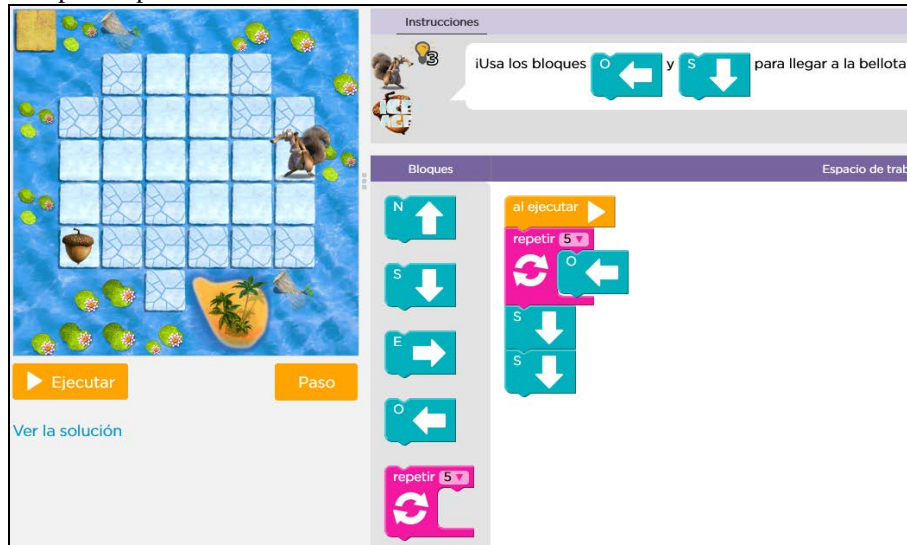 Instrucciones
3
¡Usa los bloques O y S para llegar a la bellota
ICE
AGE
Bloques
Espacio de trab
N
al ejecutar
repetir 5
O
S
S
S
E
O
repetir 5
Ejecutar
Paso
Ver la solución